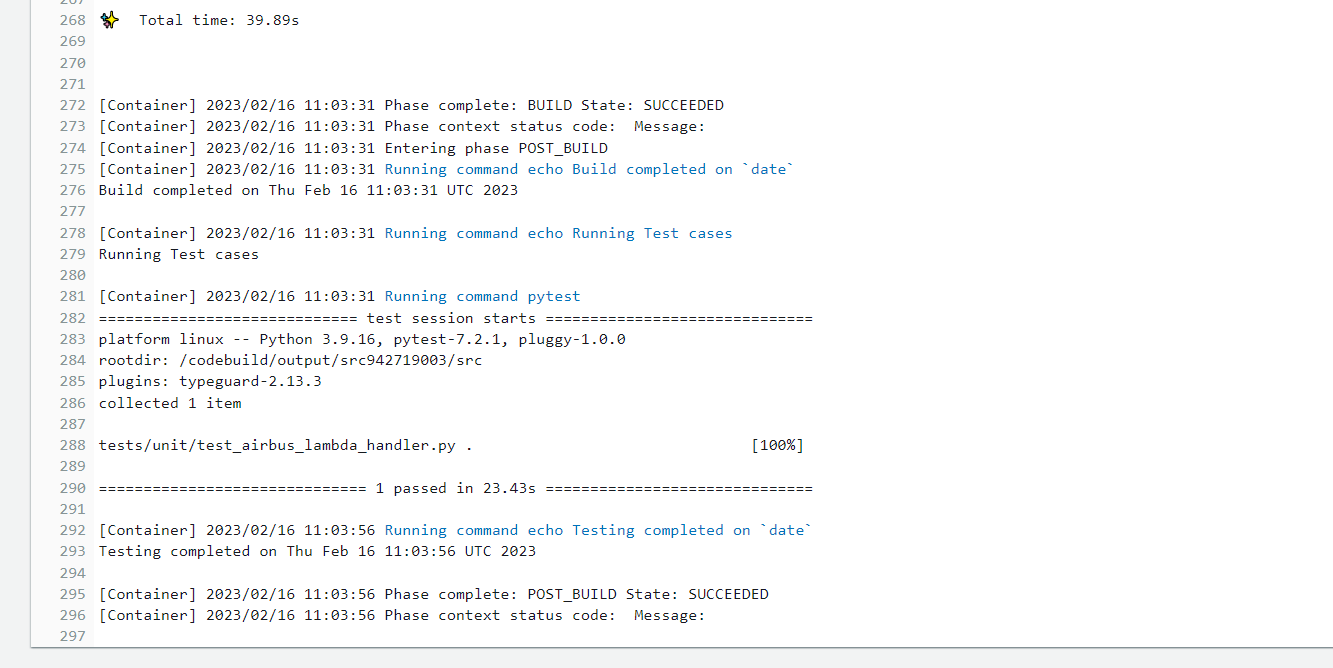 267
268 ✨ Total time: 39.89s
269
270
271
272 [Container] 2023/02/16 11:03:31 Phase complete: BUILD State: SUCCEEDED
273 [Container] 2023/02/16 11:03:31 Phase context status code:  Message:
274 [Container] 2023/02/16 11:03:31 Entering phase POST_BUILD
275 [Container] 2023/02/16 11:03:31 Running command echo Build completed on `date`
276 Build completed on Thu Feb 16 11:03:31 UTC 2023
277
278 [Container] 2023/02/16 11:03:31 Running command echo Running Test cases
279 Running Test cases
280
281 [Container] 2023/02/16 11:03:31 Running command pytest
282 ============================= test session starts ==============================
283 platform linux -- Python 3.9.16, pytest-7.2.1, pluggy-1.0.0
284 rootdir: /codebuild/output/src942719003/src
285 plugins: typeguard-2.13.3
286 collected 1 item
287
288 tests/unit/test_airbus_lambda_handler.py . [100%]
289
290 ============================== 1 passed in 23.43s ==============================
291
292 [Container] 2023/02/16 11:03:56 Running command echo Testing completed on `date`
293 Testing completed on Thu Feb 16 11:03:56 UTC 2023
294
295 [Container] 2023/02/16 11:03:56 Phase complete: POST_BUILD State: SUCCEEDED
296 [Container] 2023/02/16 11:03:56 Phase context status code:  Message:
297